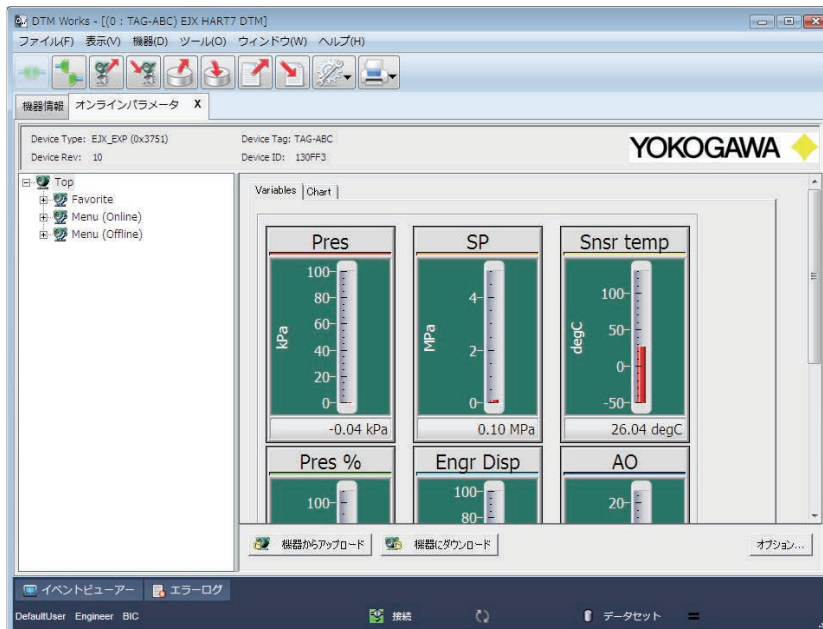 DTM Works - [(0 : TAG-ABC) EJX HART7 DTM]
ファイル(F) 表示(V) 機器(D) ツール(O) ウィンドウ(W) ヘルプ(H)
機器情報 オンラインパラメータ X
Device Type: EJX_EXP (0x3751) Device Tag: TAG-ABC
Device Rev: 10 Device ID: 130FF3
YOKOGAWA
Top
Favorite
Menu (Online)
Menu (Offline)
Variables Chart
Pres
100
80
60
40
20
0
kPa
-0.04 kPa
SP
4
2
0
MPa
0.10 MPa
Snsr temp
100
50
0
-50
degC
26.04 degC
Pres %
100
Engr Disp
100
80
AO
20
機器からアップロード 機器にダウンロード オプション...
イベントビューアー エラーログ
DefaultUser Engineer BIC 接続 データセット